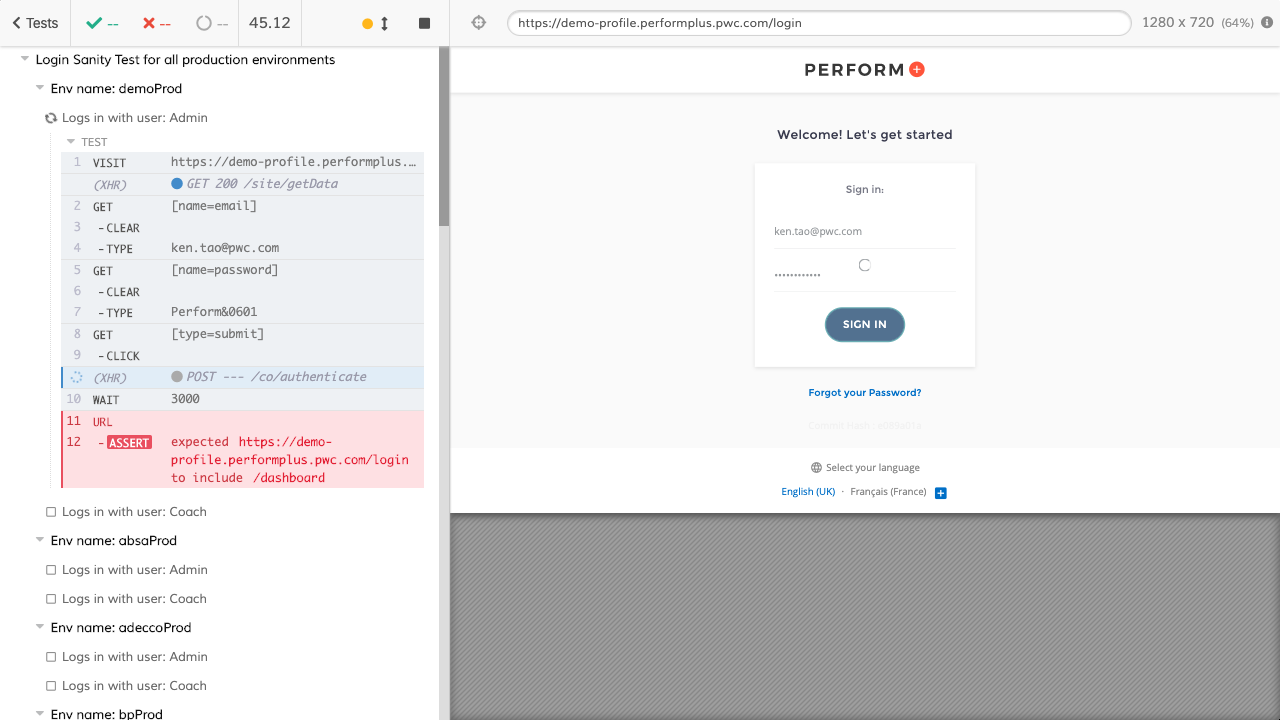 Tests
--
--
--
45.12
https://demo-profile.performplus.pwc.com/login
1280 x 720 (64%)
Login Sanity Test for all production environments
Env name: demoProd
Logs in with user: Admin
TEST
1 VISIT https://demo-profile.performplus....
(XHR) GET 200 /site/getData
2 GET [name=email]
3 -CLEAR
4 -TYPE ken.tao@pwc.com
5 GET [name=password]
6 -CLEAR
7 -TYPE Perform&0601
8 GET [type=submit]
9 -CLICK
(XHR) POST --- /co/authenticate
10 WAIT 3000
11 URL
12 -ASSERT expected https://demo-
profile.performplus.pwc.com/login
to include /dashboard
Logs in with user: Coach
Env name: absaProd
Logs in with user: Admin
Logs in with user: Coach
Env name: adeccoProd
Logs in with user: Admin
Logs in with user: Coach
Env name: bpProd
PERFORM+
Welcome! Let's get started
Sign in:
ken.tao@pwc.com
••••••••••••
SIGN IN
Forgot your Password?
Select your language
English (UK) · Français (France)